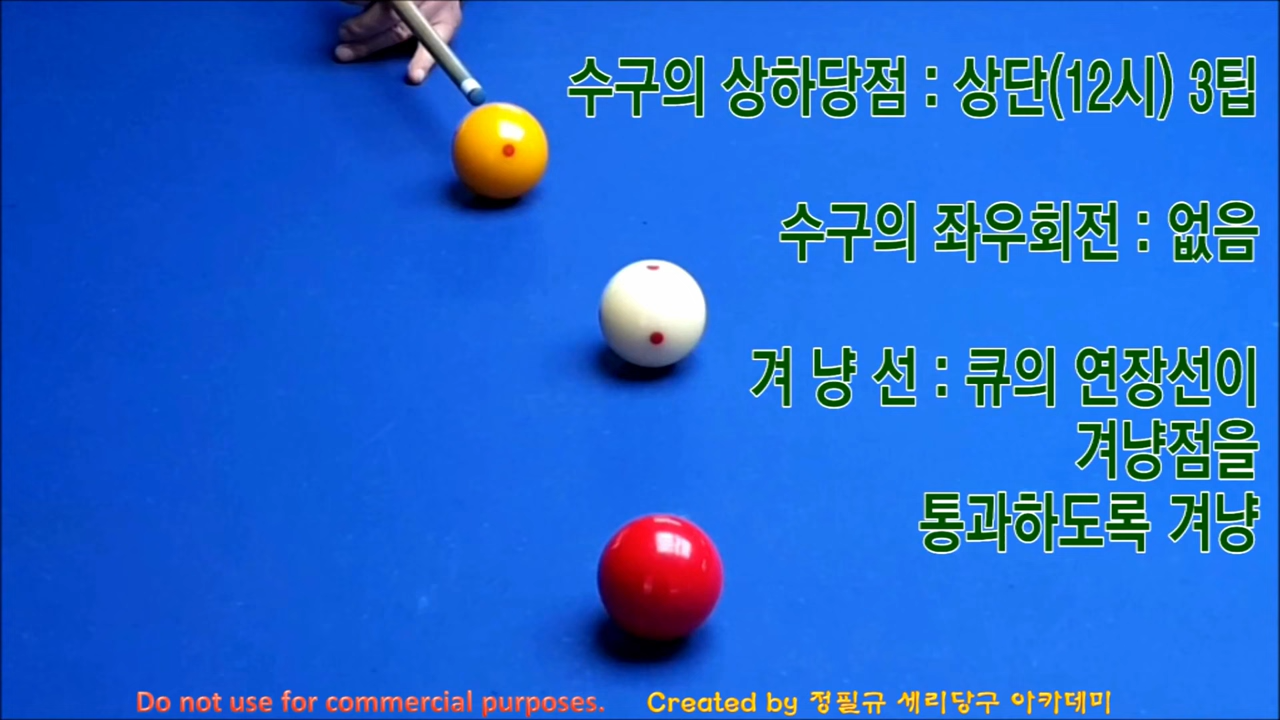 수구의 상하당점 : 상단(12시) 3팁
수구의 좌우회전 : 없음
겨 냥 선 : 큐의 연장선이
겨냥점을
통과하도록 겨냥
Do not use for commercial purposes. Created by 정필규 세리당구 아카데미